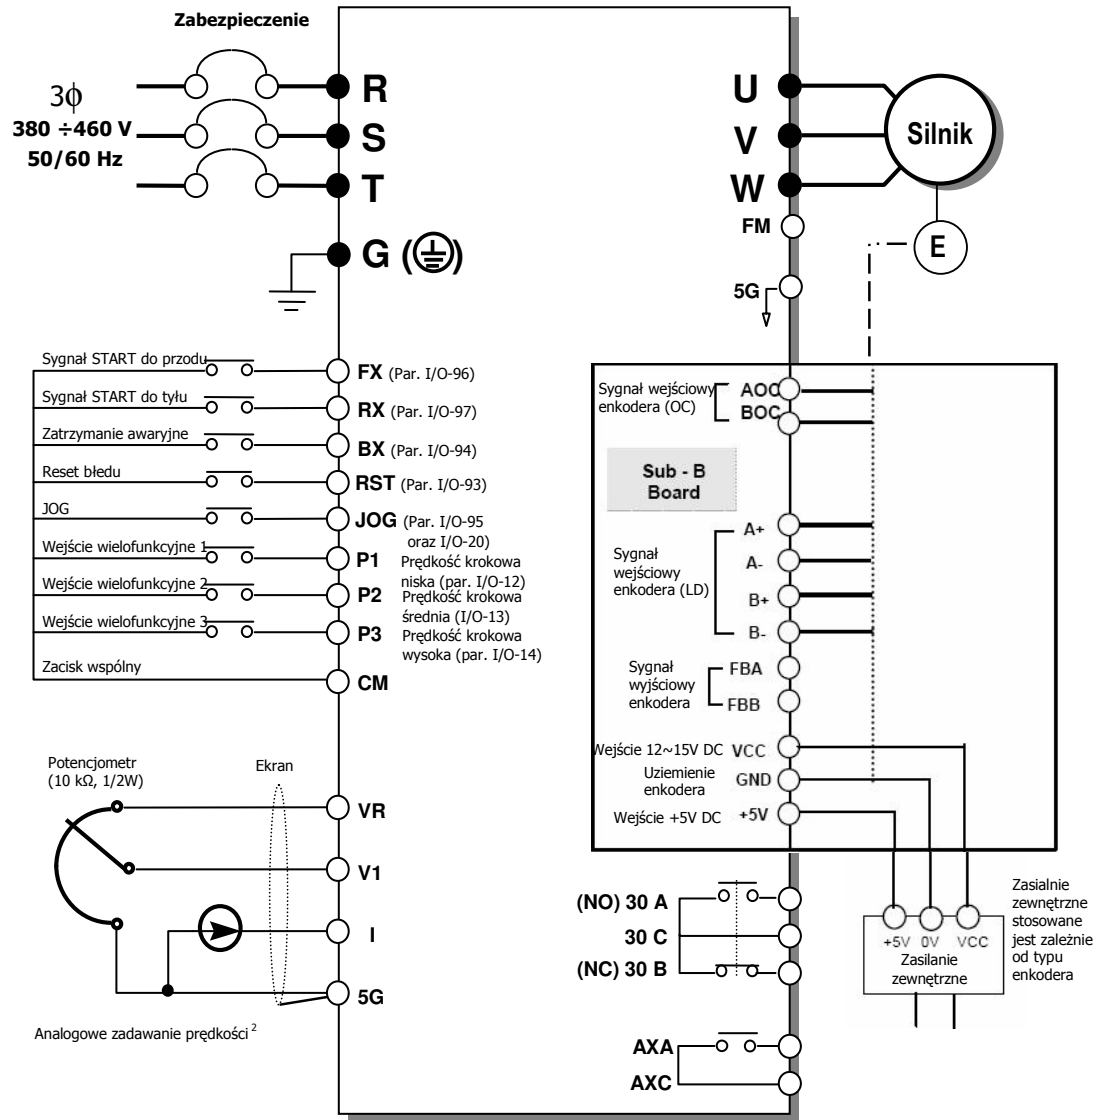 Zabezpieczenie
3ϕ
380 ÷460 V
50/60 Hz
R
S
T
G
U
V
W
Silnik
FM
E
5G
Sygnał START do przodu
FX (Par. I/O-96)
Sygnał START do tyłu
RX (Par. I/O-97)
Zatrzymanie awaryjne
BX (Par. I/O-94)
Reset błedu
RST (Par. I/O-93)
JOG
JOG (Par. I/O-95
oraz I/O-20)
Wejście wielofunkcyjne 1
P1 Prędkość krokowa
niska (par. I/O-12)
Wejście wielofunkcyjne 2
P2 Prędkość krokowa
średnia (I/O-13)
Wejście wielofunkcyjne 3
P3 Prędkość krokowa
wysoka (par. I/O-14)
Zacisk wspólny
CM
Potencjometr
(10 kΩ, 1/2W)
Ekran
VR
V1
I
5G
Analogowe zadawanie prędkości 2
Sygnał wejściowy
enkodera (OC)
AOC
BOC
Sub - B
Board
Sygnał
wejściowy
enkodera (LD)
A+
A-
B+
B-
Sygnał
wyjściowy
enkodera
FBA
FBB
Wejście 12~15V DC VCC
Uziemienie
enkodera
GND
Wejście +5V DC +5V
(NO) 30 A
30 C
(NC) 30 B
AXA
AXC
+5V 0V VCC
Zasilanie
zewnętrzne
Zasialnie
zewnętrzne
stosowane
jest zależnie
od typu
enkodera